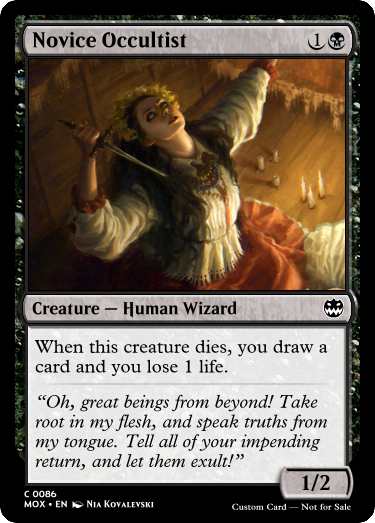 Novice Occultist 1
Creature — Human Wizard
When this creature dies, you draw a
card and you lose 1 life.
“Oh, great beings from beyond! Take
root in my flesh, and speak truths from
my tongue. Tell all of your impending
return, and let them exult!”
1/2
C 0086
MOX • EN Nia Kovalevski
Custom Card — Not for Sale